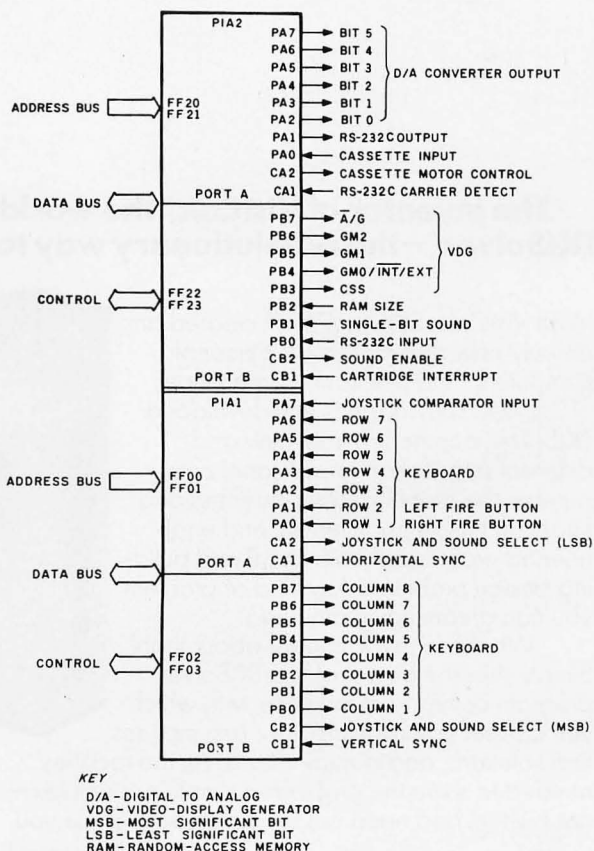 PIA2
PA7 BIT 5
PA6 BIT 4
PA5 BIT 3
PA4 BIT 2
D/A CONVERTER OUTPUT
PA3 BIT 1
PA2 BIT 0
ADDRESS BUS FF20
FF21
PA1 RS-232C OUTPUT
PA0 CASSETTE INPUT
CA2 CASSETTE MOTOR CONTROL
CA1 RS-232C CARRIER DETECT
DATA BUS PORT A
PB7 A̅/G
PB6 GM2
PB5 GM1
VDG
PB4 GM0/I̅N̅T̅/EXT
PB3 CSS
CONTROL FF22
FF23
PB2 RAM SIZE
PB1 SINGLE-BIT SOUND
PB0 RS-232C INPUT
CB2 SOUND ENABLE
PORT B CB1 CARTRIDGE INTERRUPT
PIA1
PA7 JOYSTICK COMPARATOR INPUT
PA6 ROW 7
PA5 ROW 6
PA4 ROW 5
PA3 ROW 4
KEYBOARD
PA2 ROW 3
ADDRESS BUS FF00
FF01
PA1 ROW 2 LEFT FIRE BUTTON
PA0 ROW 1 RIGHT FIRE BUTTON
CA2 JOYSTICK AND SOUND SELECT (LSB)
PORT A CA1 HORIZONTAL SYNC
DATA BUS
PB7 COLUMN 8
PB6 COLUMN 7
PB5 COLUMN 6
PB4 COLUMN 5
KEYBOARD
PB3 COLUMN 4
CONTROL FF02
FF03
PB2 COLUMN 3
PB1 COLUMN 2
PB0 COLUMN 1
CB2 JOYSTICK AND SOUND SELECT (MSB)
PORT B CB1 VERTICAL SYNC
KEY
D/A-DIGITAL TO ANALOG
VDG-VIDEO-DISPLAY GENERATOR
MSB-MOST SIGNIFICANT BIT
LSB-LEAST SIGNIFICANT BIT
RAM-RANDOM-ACCESS MEMORY